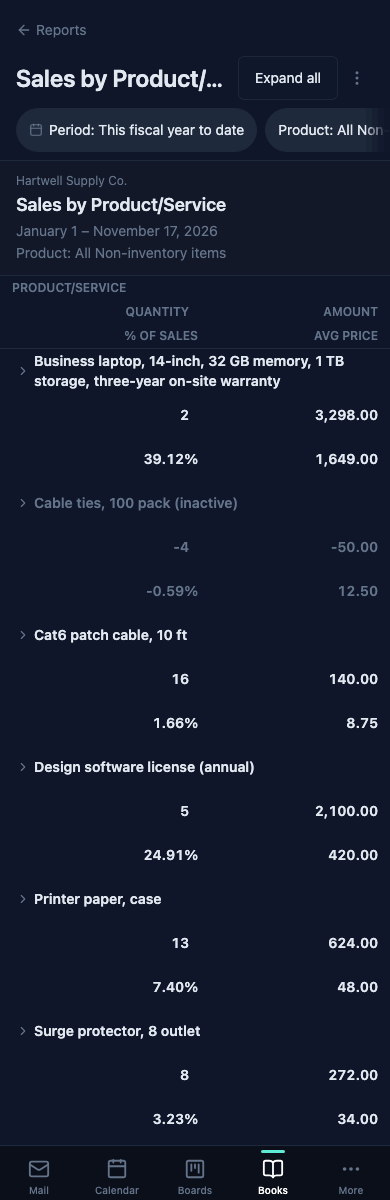 Reports
Sales by Product/...
Expand all
Period: This fiscal year to date
Product: All Non-
Hartwell Supply Co.
Sales by Product/Service
January 1 – November 17, 2026
Product: All Non-inventory items
PRODUCT/SERVICE
QUANTITY AMOUNT
% OF SALES AVG PRICE
Business laptop, 14-inch, 32 GB memory, 1 TB
storage, three-year on-site warranty
2 3,298.00
39.12% 1,649.00
Cable ties, 100 pack (inactive)
-4 -50.00
-0.59% 12.50
Cat6 patch cable, 10 ft
16 140.00
1.66% 8.75
Design software license (annual)
5 2,100.00
24.91% 420.00
Printer paper, case
13 624.00
7.40% 48.00
Surge protector, 8 outlet
8 272.00
3.23% 34.00
Mail Calendar Boards Books More